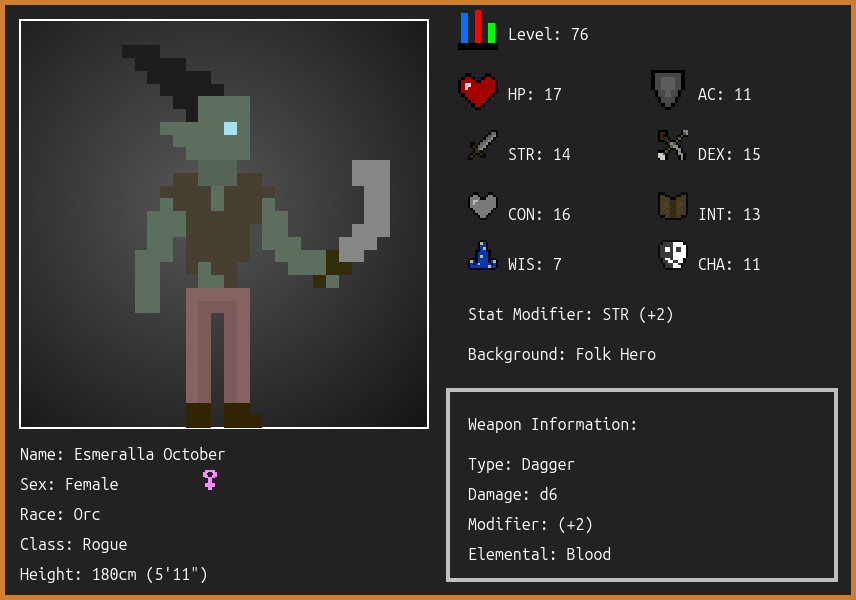 Level: 76
HP: 17
AC: 11
STR: 14
DEX: 15
CON: 16
INT: 13
WIS: 7
CHA: 11
Stat Modifier: STR (+2)
Background: Folk Hero
Name: Esmeralla October
Sex: Female
Race: Orc
Class: Rogue
Height: 180cm (5'11")
Weapon Information:
Type: Dagger
Damage: d6
Modifier: (+2)
Elemental: Blood